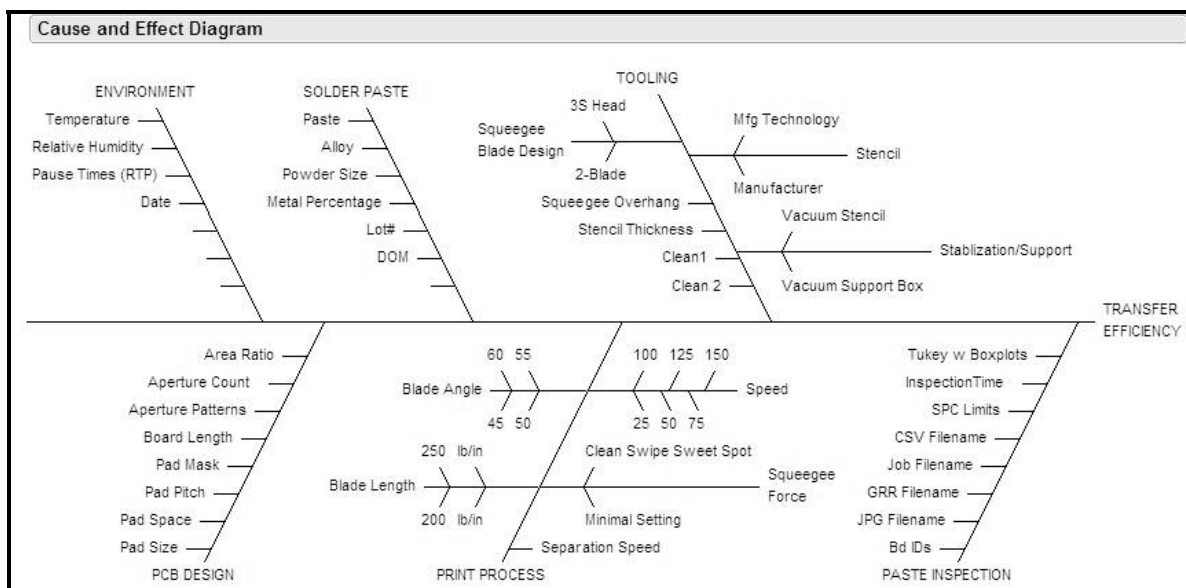 Cause and Effect Diagram
ENVIRONMENT
Temperature
Relative Humidity
Pause Times (RTP)
Date
SOLDER PASTE
Paste
Alloy
Powder Size
Metal Percentage
Lot#
DOM
TOOLING
3S Head
Squeegee
Blade Design
2-Blade
Mfg Technology
Stencil
Manufacturer
Squeegee Overhang
Stencil Thickness
Clean1
Clean 2
Vacuum Stencil
Stablization/Support
Vacuum Support Box
TRANSFER
EFFICIENCY
Area Ratio
Aperture Count
Aperture Patterns
Board Length
Pad Mask
Pad Pitch
Pad Space
Pad Size
PCB DESIGN
60 55
Blade Angle
45 50
100 125 150
Speed
25 50 75
250 lb/in
Blade Length
200 lb/in
Clean Swipe Sweet Spot
Squeegee
Force
Minimal Setting
Separation Speed
PRINT PROCESS
Tukey w Boxplots
InspectionTime
SPC Limits
CSV Filename
Job Filename
GRR Filename
JPG Filename
Bd IDs
PASTE INSPECTION